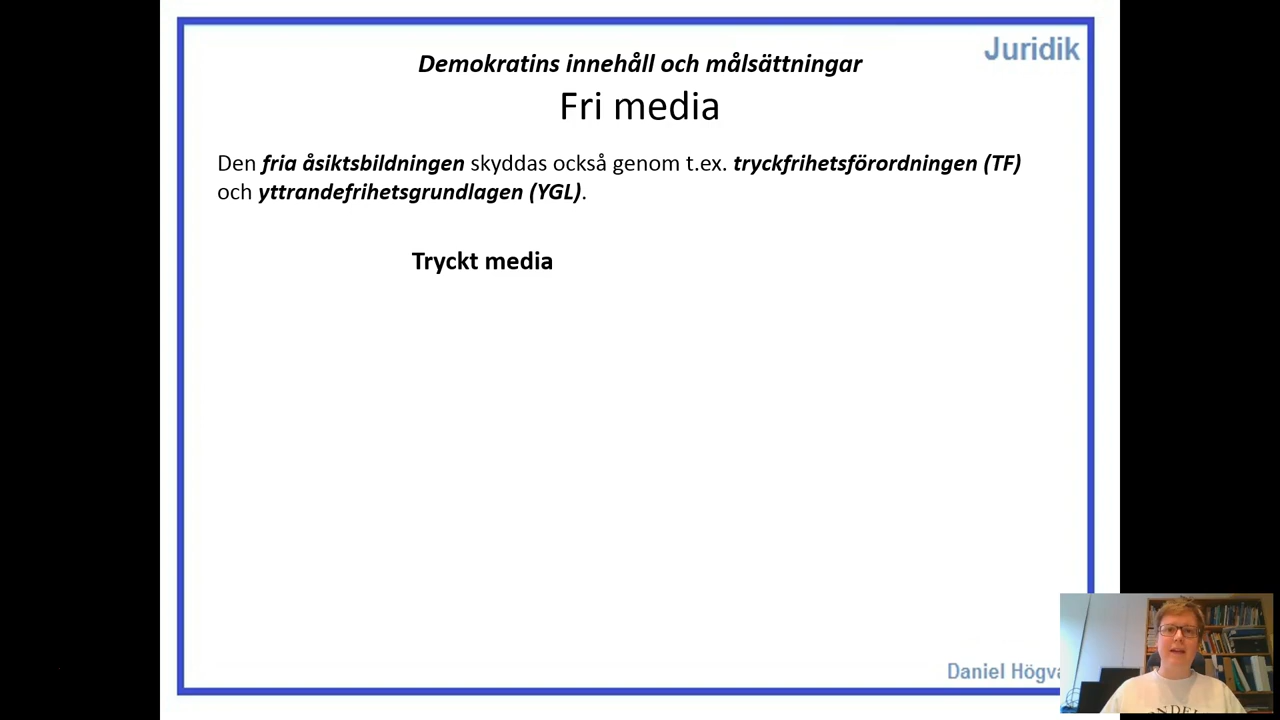 Juridik
Demokratins innehåll och målsättningar
Fri media
Den fria åsiktsbildningen skyddas också genom t.ex. tryckfrihetsförordningen (TF)
och yttrandefrihetsgrundlagen (YGL).
Tryckt media
Daniel